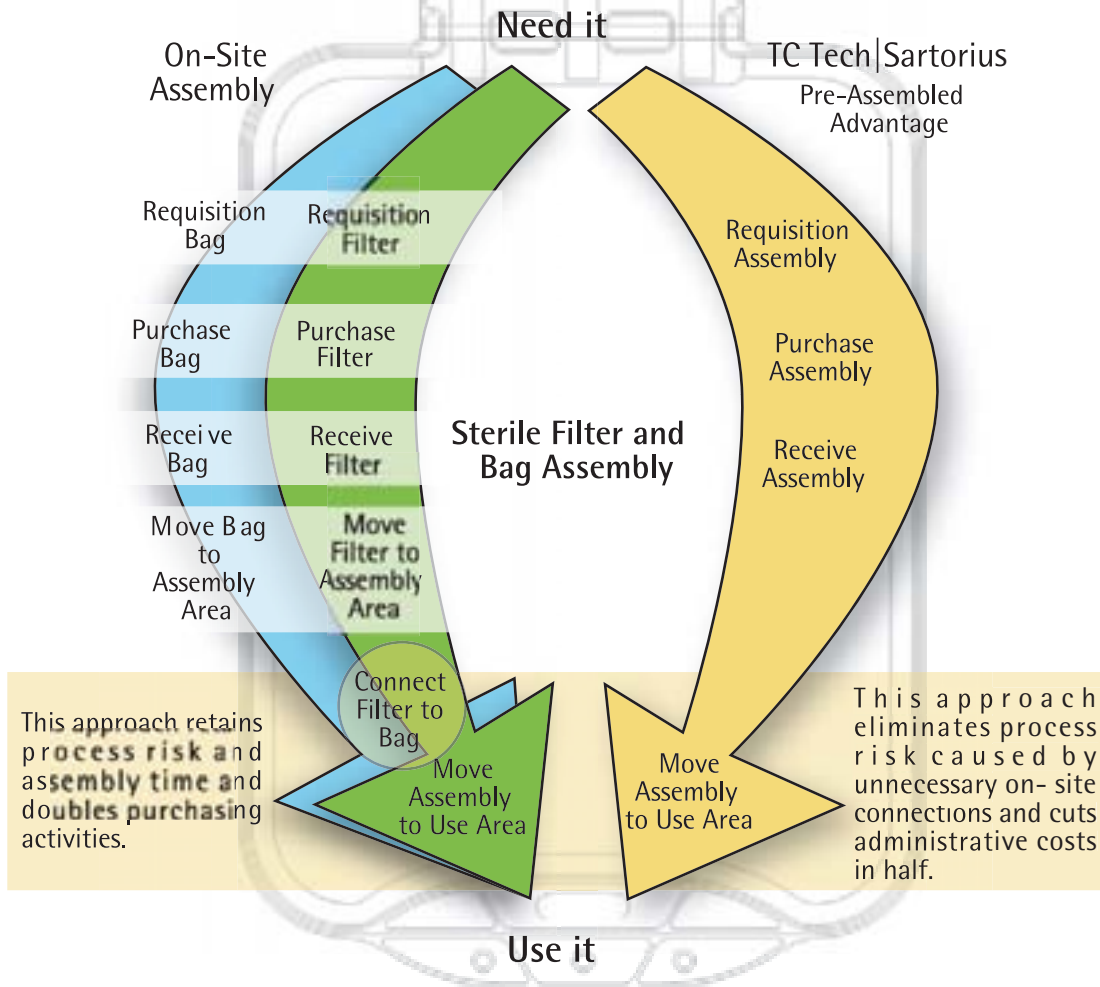 Need it
On-Site
Assembly
TC Tech|Sartorius
Pre-Assembled
Advantage
Requisition
Bag
Requisition
Filter
Purchase
Bag
Purchase
Filter
Receive
Bag
Receive
Filter
Move Bag
to
Assembly
Area
Move
Filter to
Assembly
Area
Connect
Filter to
Bag
Move
Assembly
to Use Area
This approach retains
process risk and
assembly time and
doubles purchasing
activities.
Sterile Filter and
Bag Assembly
Requisition
Assembly
Purchase
Assembly
Receive
Assembly
Move
Assembly
to Use Area
This approach
eliminates process
risk caused by
unnecessary on- site
connections and cuts
administrative costs
in half.
Use it